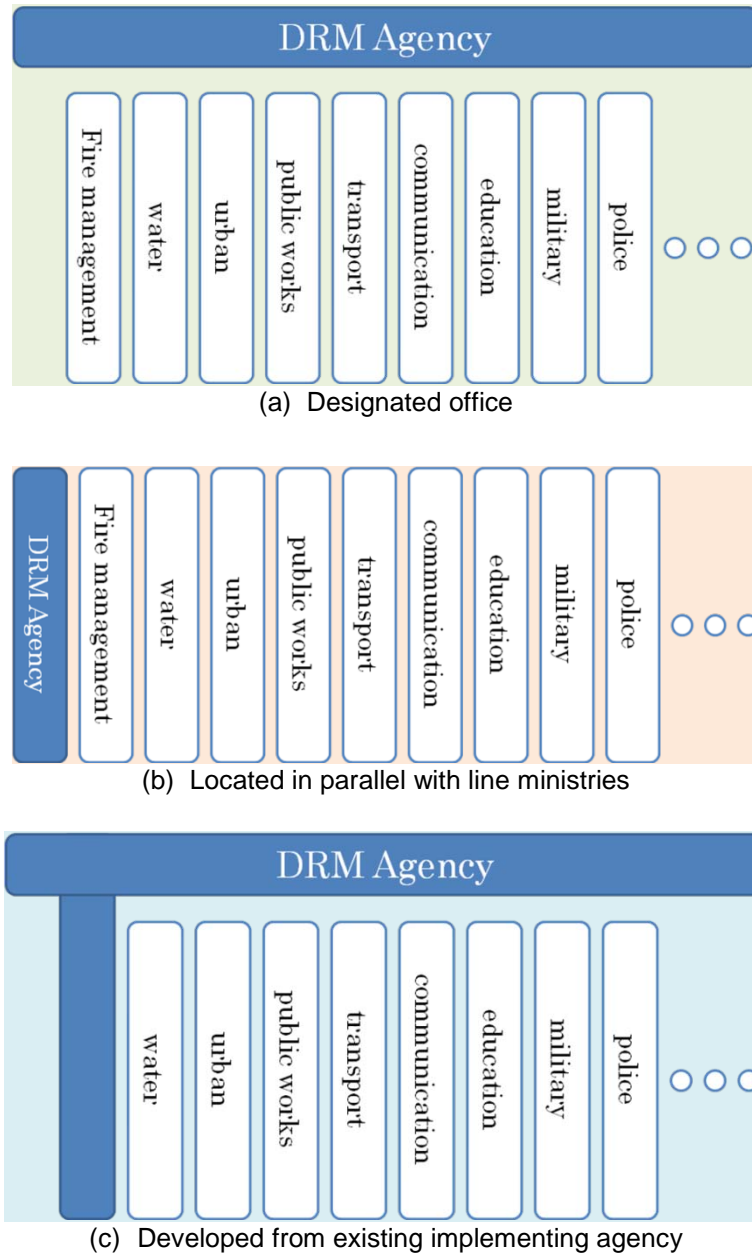 DRM Agency
Fire management
water
urban
public works
transport
communication
education
military
police
(a) Designated office
DRM Agency
Fire management
water
urban
public works
transport
communication
education
military
police
(b) Located in parallel with line ministries
DRM Agency
water
urban
public works
transport
communication
education
military
police
(c) Developed from existing implementing agency